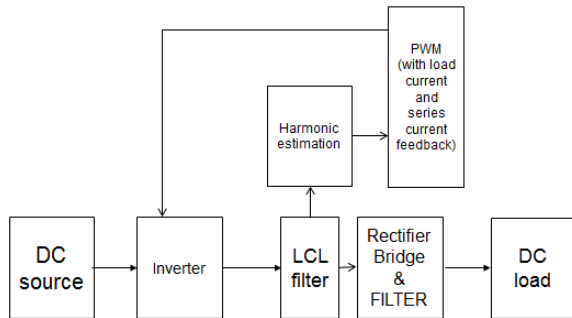 PWM
(with load
current
and
series
current
feedback)
Harmonic
estimation
DC
source
Inverter
LCL
filter
Rectifier
Bridge
&
FILTER
DC
load